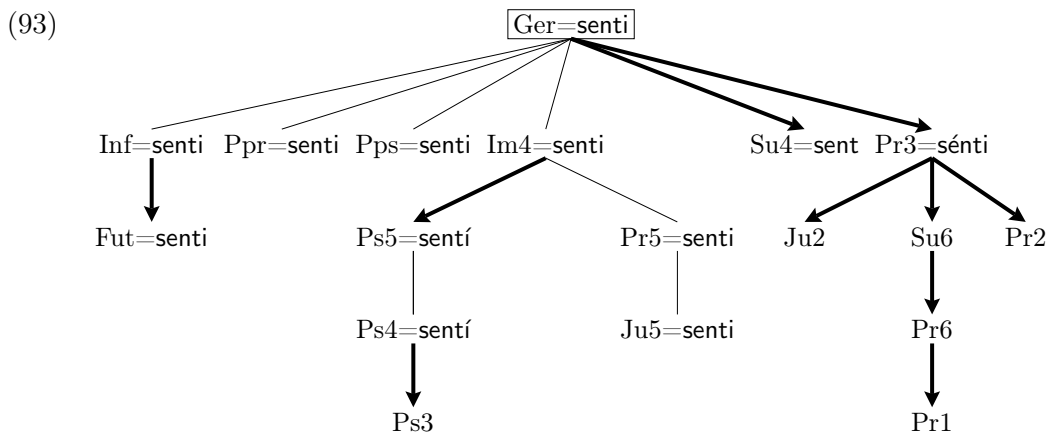 (93)
Ger=senti
Inf=senti Ppr=senti Pps=senti Im4=senti Su4=sent Pr3=sénti
Fut=senti Ps5=sentí Pr5=senti Ju2 Su6 Pr2
Ps4=sentí Ju5=senti Pr6
Ps3 Pr1